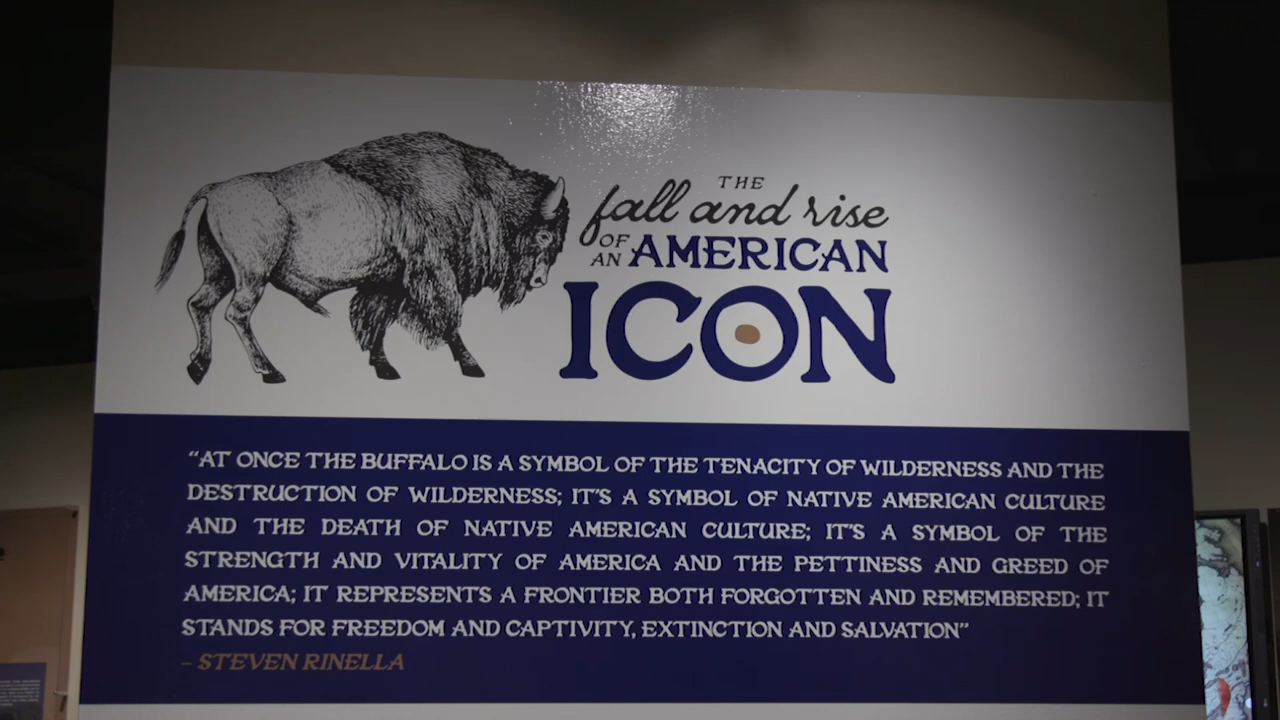 THE
fall and rise
OF AN AMERICAN
ICON
“AT ONCE THE BUFFALO IS A SYMBOL OF THE TENACITY OF WILDERNESS AND THE
DESTRUCTION OF WILDERNESS; IT'S A SYMBOL OF NATIVE AMERICAN CULTURE
AND THE DEATH OF NATIVE AMERICAN CULTURE; IT'S A SYMBOL OF THE
STRENGTH AND VITALITY OF AMERICA AND THE PETTINESS AND GREED OF
AMERICA; IT REPRESENTS A FRONTIER BOTH FORGOTTEN AND REMEMBERED; IT
STANDS FOR FREEDOM AND CAPTIVITY, EXTINCTION AND SALVATION”
– STEVEN RINELLA